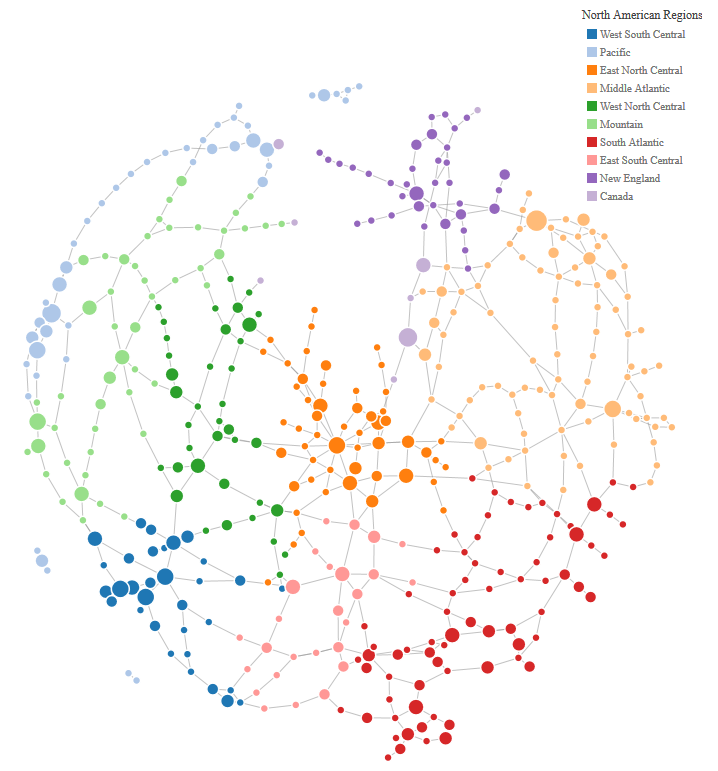 North American Regions
West South Central
Pacific
East North Central
Middle Atlantic
West North Central
Mountain
South Atlantic
East South Central
New England
Canada